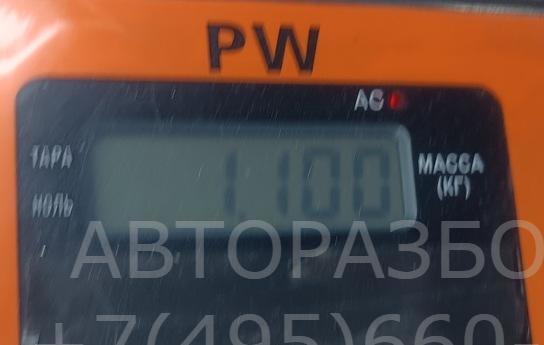 PW
AC
ТАРА
1.100
МАССА
(КГ)
НОЛЬ
АВТОРАЗБО
+7(495)660